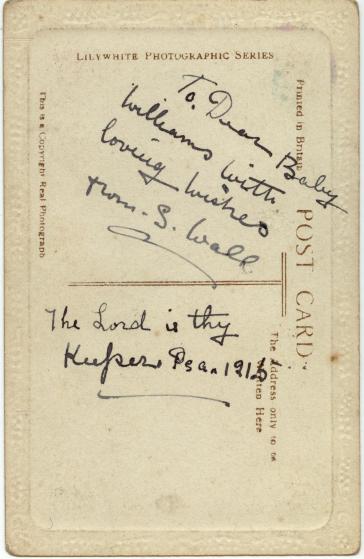 LILYWHITE PHOTOGRAPHIC SERIES
This is a Copyright Real Photograph
Printed in Britain
POST CARD.
The Address only to be
Written Here
To. Dear Baby
Williams with
loving wishes
from. S. Wall
The Lord is thy
Keeper. Psa. 121.5